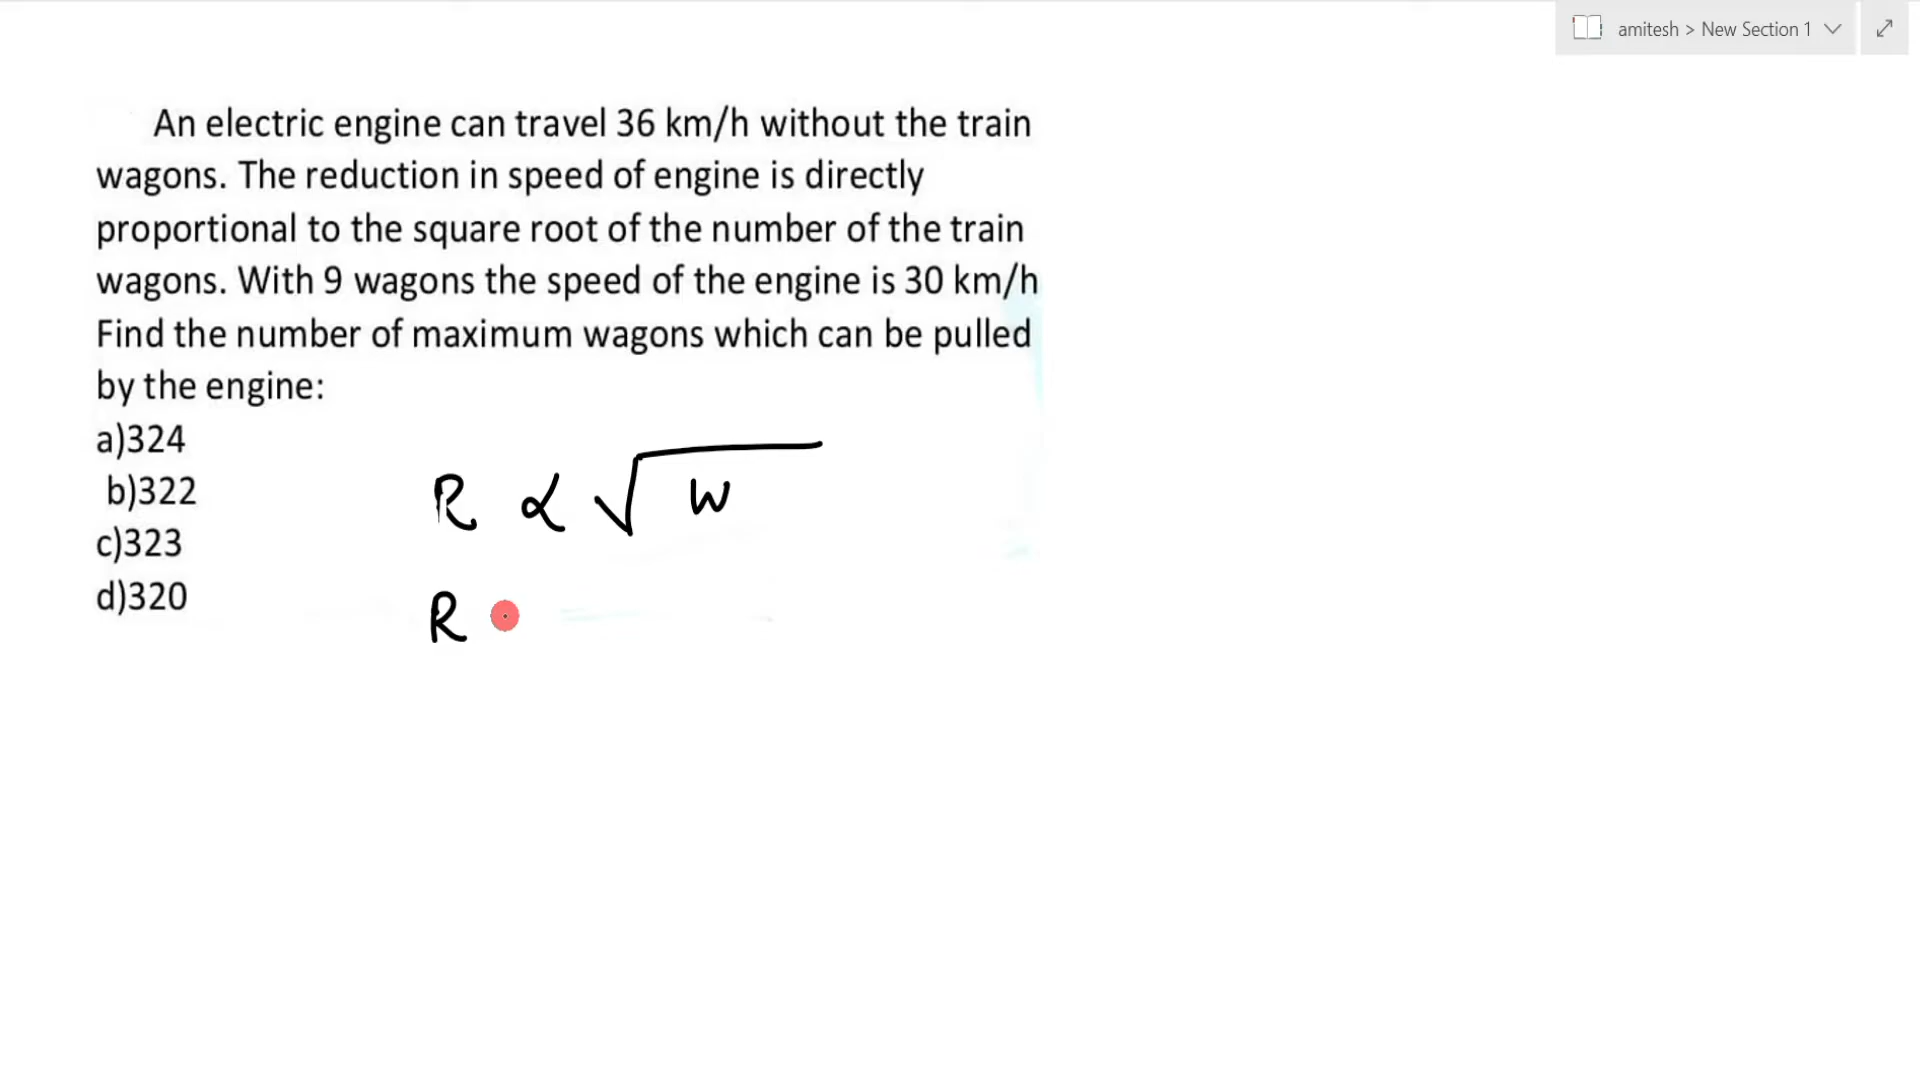 amitesh > New Section 1
An electric engine can travel 36 km/h without the train
wagons. The reduction in speed of engine is directly
proportional to the square root of the number of the train
wagons. With 9 wagons the speed of the engine is 30 km/h
Find the number of maximum wagons which can be pulled
by the engine:
a)324
b)322
c)323
d)320
R ∝ √w
R